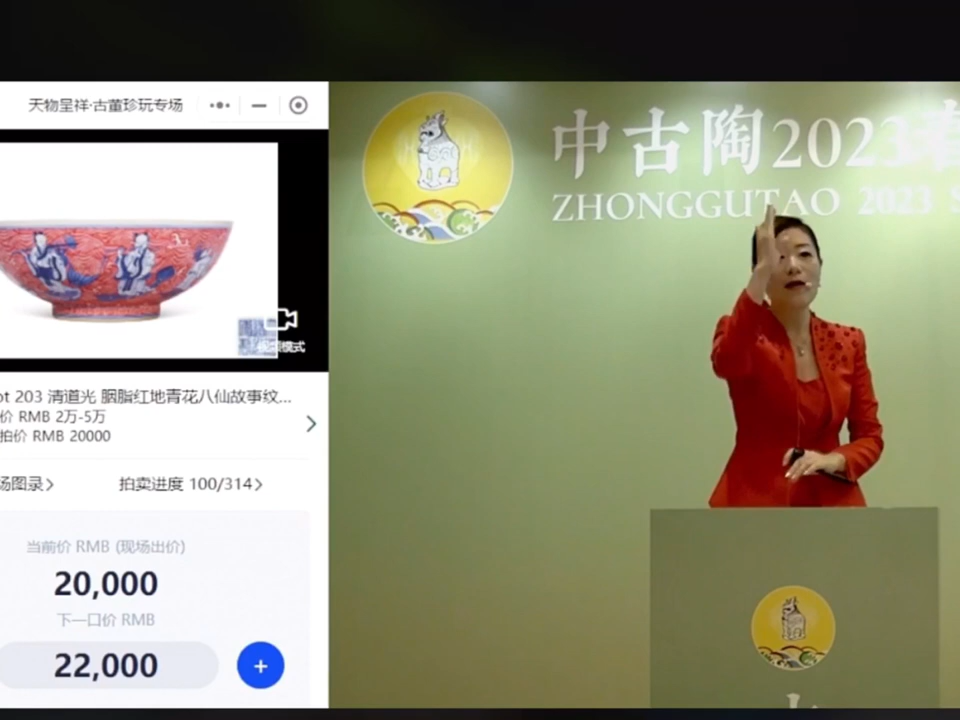 天物呈祥·古董珍玩专场
中古陶2023春
ZHONGGUTAO 2023 S
模式
ot 203 清道光 胭脂红地青花八仙故事纹...
价 RMB 2万-5万
拍价 RMB 20000
场图录>
拍卖进度 100/314>
当前价 RMB (现场出价)
20,000
下一口价 RMB
22,000
+